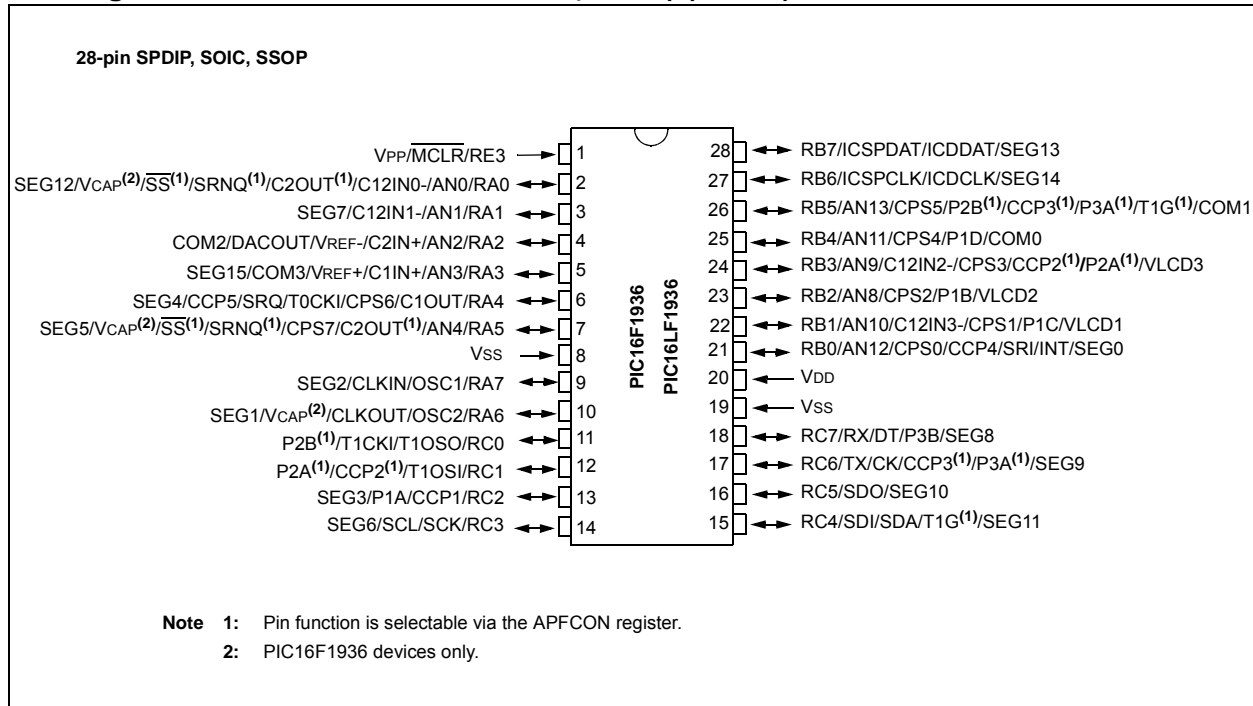 28-pin SPDIP, SOIC, SSOP
VPP/MCLR/RE3 1
SEG12/VCAP(2)/SS(1)/SRNQ(1)/C2OUT(1)/C12IN0-/AN0/RA0 2
SEG7/C12IN1-/AN1/RA1 3
COM2/DACOUT/VREF-/C2IN+/AN2/RA2 4
SEG15/COM3/VREF+/C1IN+/AN3/RA3 5
SEG4/CCP5/SRQ/T0CKI/CPS6/C1OUT/RA4 6
SEG5/VCAP(2)/SS(1)/SRNQ(1)/CPS7/C2OUT(1)/AN4/RA5 7
VSS 8
SEG2/CLKIN/OSC1/RA7 9
SEG1/VCAP(2)/CLKOUT/OSC2/RA6 10
P2B(1)/T1CKI/T1OSO/RC0 11
P2A(1)/CCP2(1)/T1OSI/RC1 12
SEG3/P1A/CCP1/RC2 13
SEG6/SCL/SCK/RC3 14
PIC16F1936
PIC16LF1936
28 RB7/ICSPDAT/ICDDAT/SEG13
27 RB6/ICSPCLK/ICDCLK/SEG14
26 RB5/AN13/CPS5/P2B(1)/CCP3(1)/P3A(1)/T1G(1)/COM1
25 RB4/AN11/CPS4/P1D/COM0
24 RB3/AN9/C12IN2-/CPS3/CCP2(1)/P2A(1)/VLCD3
23 RB2/AN8/CPS2/P1B/VLCD2
22 RB1/AN10/C12IN3-/CPS1/P1C/VLCD1
21 RB0/AN12/CPS0/CCP4/SRI/INT/SEG0
20 VDD
19 VSS
18 RC7/RX/DT/P3B/SEG8
17 RC6/TX/CK/CCP3(1)/P3A(1)/SEG9
16 RC5/SDO/SEG10
15 RC4/SDI/SDA/T1G(1)/SEG11
Note 1: Pin function is selectable via the APFCON register.
2: PIC16F1936 devices only.